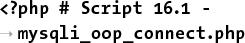 <?php # Script 16.1 -
→ mysqli_oop_connect.php